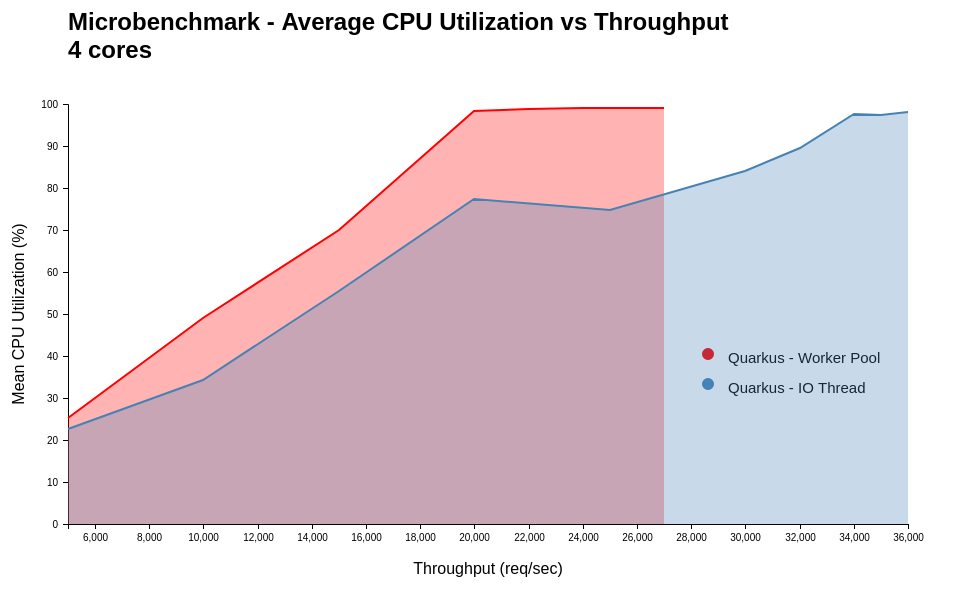 Microbenchmark - Average CPU Utilization vs Throughput
4 cores
100
90
80
70
60
50
40
30
20
10
0
Mean CPU Utilization (%)
Quarkus - Worker Pool
Quarkus - IO Thread
6,000 8,000 10,000 12,000 14,000 16,000 18,000 20,000 22,000 24,000 26,000 28,000 30,000 32,000 34,000 36,000
Throughput (req/sec)